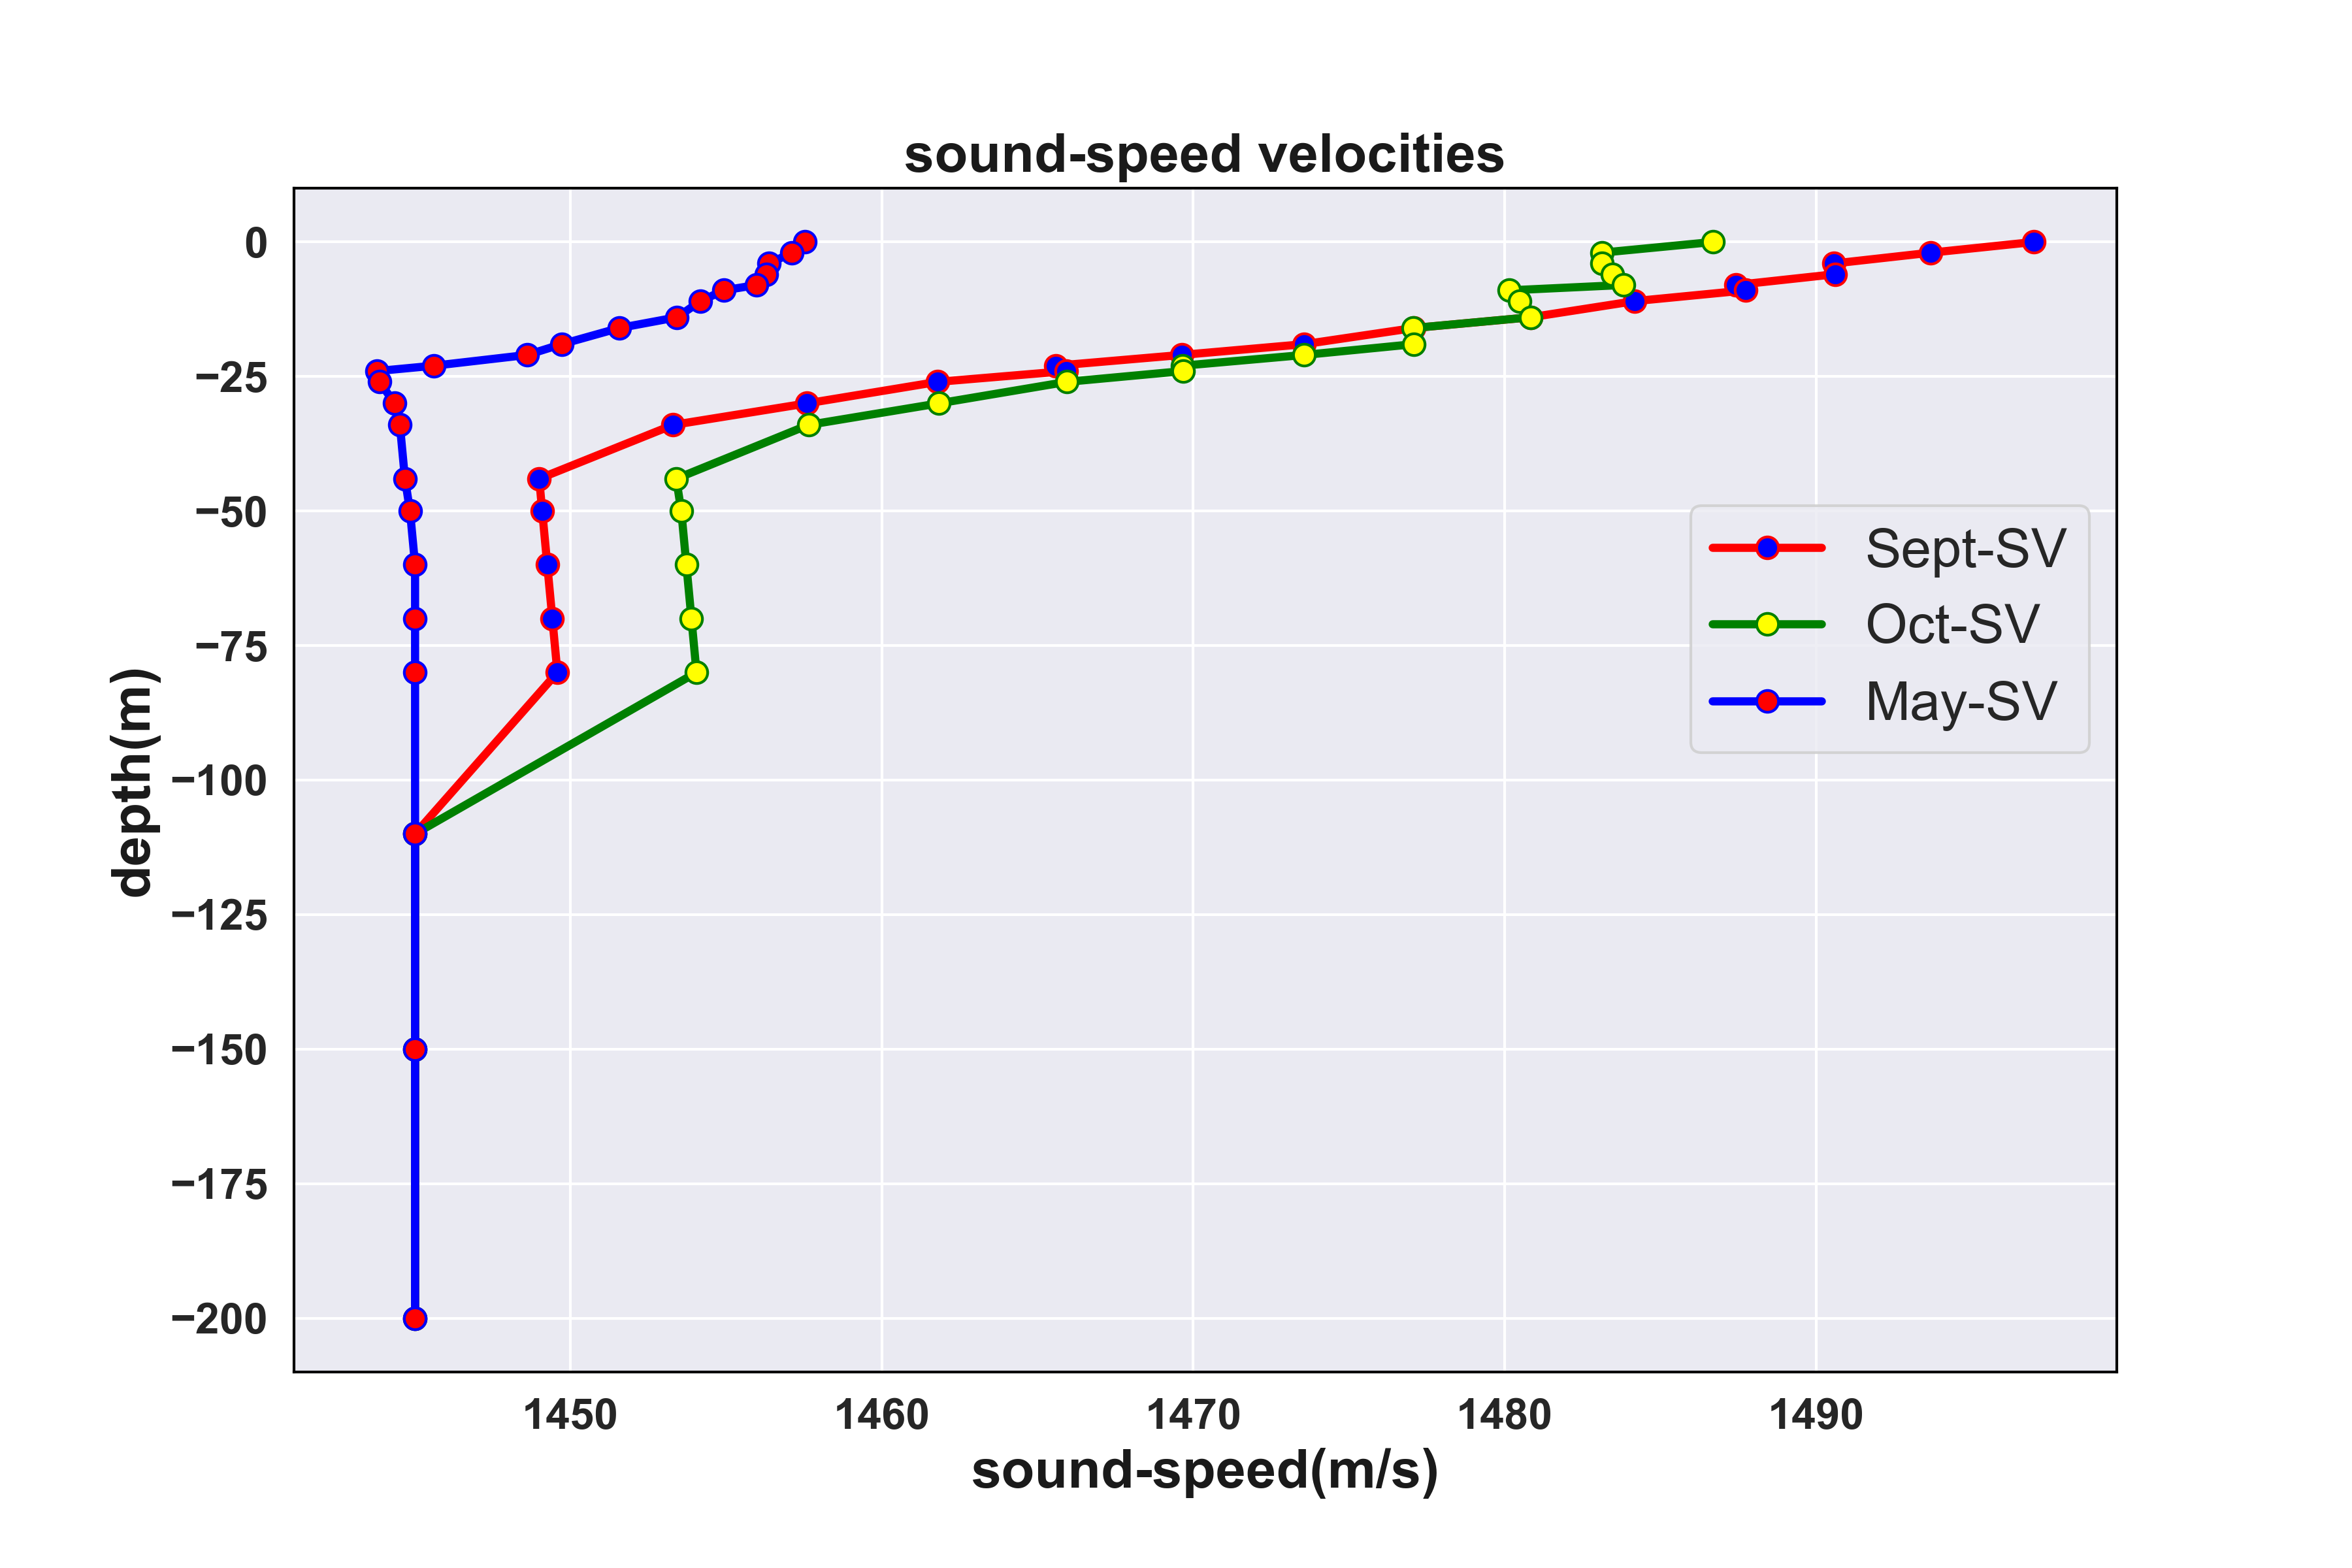 sound-speed velocities
0
−25
−50
−75
−100
−125
−150
−175
−200
depth(m)
Sept-SV
Oct-SV
May-SV
1450 1460 1470 1480 1490
sound-speed(m/s)